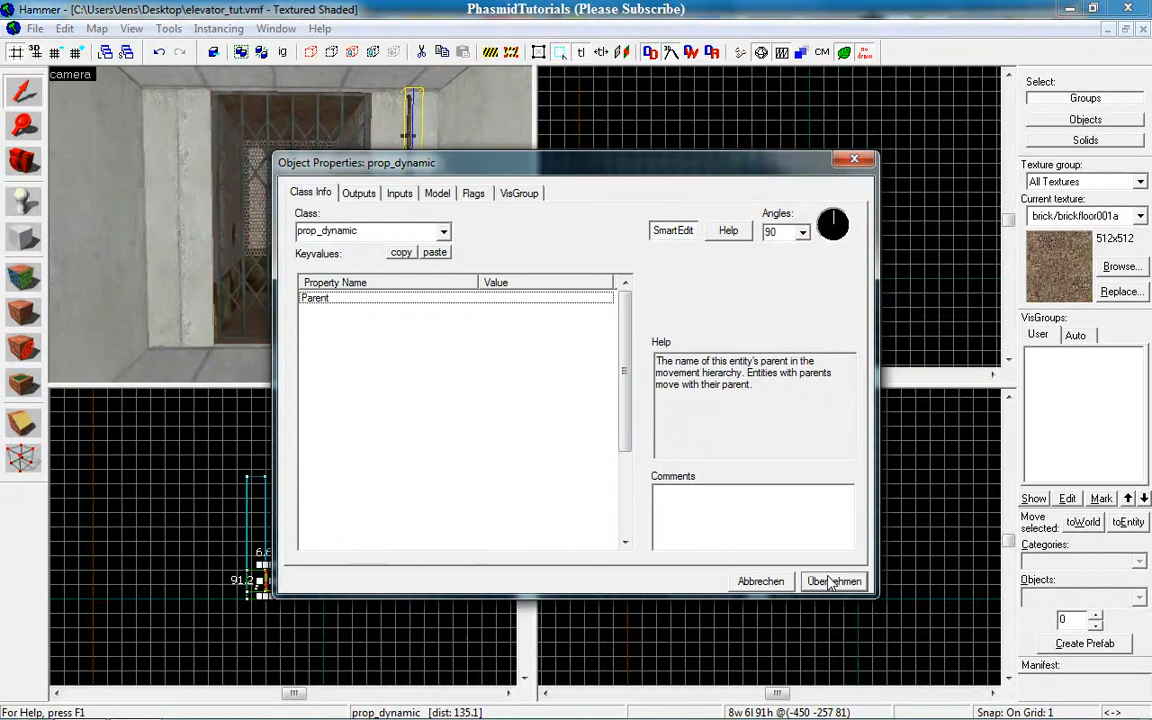 Hammer - [C:\Users\Jens\Desktop\elevator_tut.vmf - Textured Shaded]
PhasmidTutorials (Please Subscribe)
File Edit Map View Tools Instancing Window Help
camera
Object Properties: prop_dynamic
Class Info Outputs Inputs Model Flags VisGroup
Class:
prop_dynamic
SmartEdit
Help
Angles:
90
Keyvalues:
copy
paste
Property Name Value
Parent
Help
The name of this entity's parent in the
movement hierarchy. Entities with parents
move with their parent.
Comments
Abbrechen
Übernehmen
Select:
Groups
Objects
Solids
Texture group:
All Textures
Current texture:
brick/brickfloor001a
512x512
Browse...
Replace...
VisGroups:
User Auto
Show Edit Mark
Move
selected:
toWorld toEntity
Categories:
Objects:
0
Create Prefab
Manifest:
91.2
For Help, press F1
prop_dynamic [dist: 135.1]
8w 6l 91h @(-450 -257 81)
Snap: On Grid: 1
<->